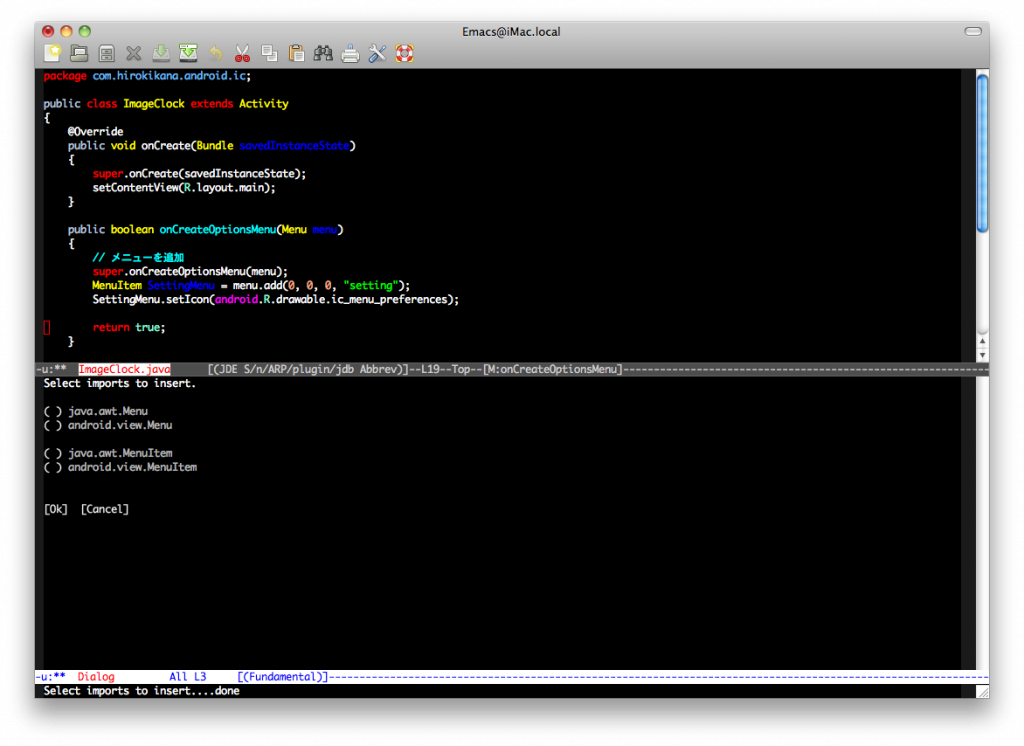 Emacs@iMac.local
package com.hirokikana.android.ic;
public class ImageClock extends Activity
{
@Override
public void onCreate(Bundle savedInstanceState)
{
super.onCreate(savedInstanceState);
setContentView(R.layout.main);
}
public boolean onCreateOptionsMenu(Menu menu)
{
// メニューを追加
super.onCreateOptionsMenu(menu);
MenuItem SettingMenu = menu.add(0, 0, 0, "setting");
SettingMenu.setIcon(android.R.drawable.ic_menu_preferences);
return true;
}
-u:** ImageClock.java [(JDE S/n/ARP/plugin/jdb Abbrev)]--L19--Top--[M:onCreateOptionsMenu]------------------------------------------------------------
Select imports to insert.
( ) java.awt.Menu
( ) android.view.Menu
( ) java.awt.MenuItem
( ) android.view.MenuItem
[Ok] [Cancel]
-u:** Dialog All L3 [(Fundamental)]------------------------------------------------------------------------------------------------------------
Select imports to insert....done